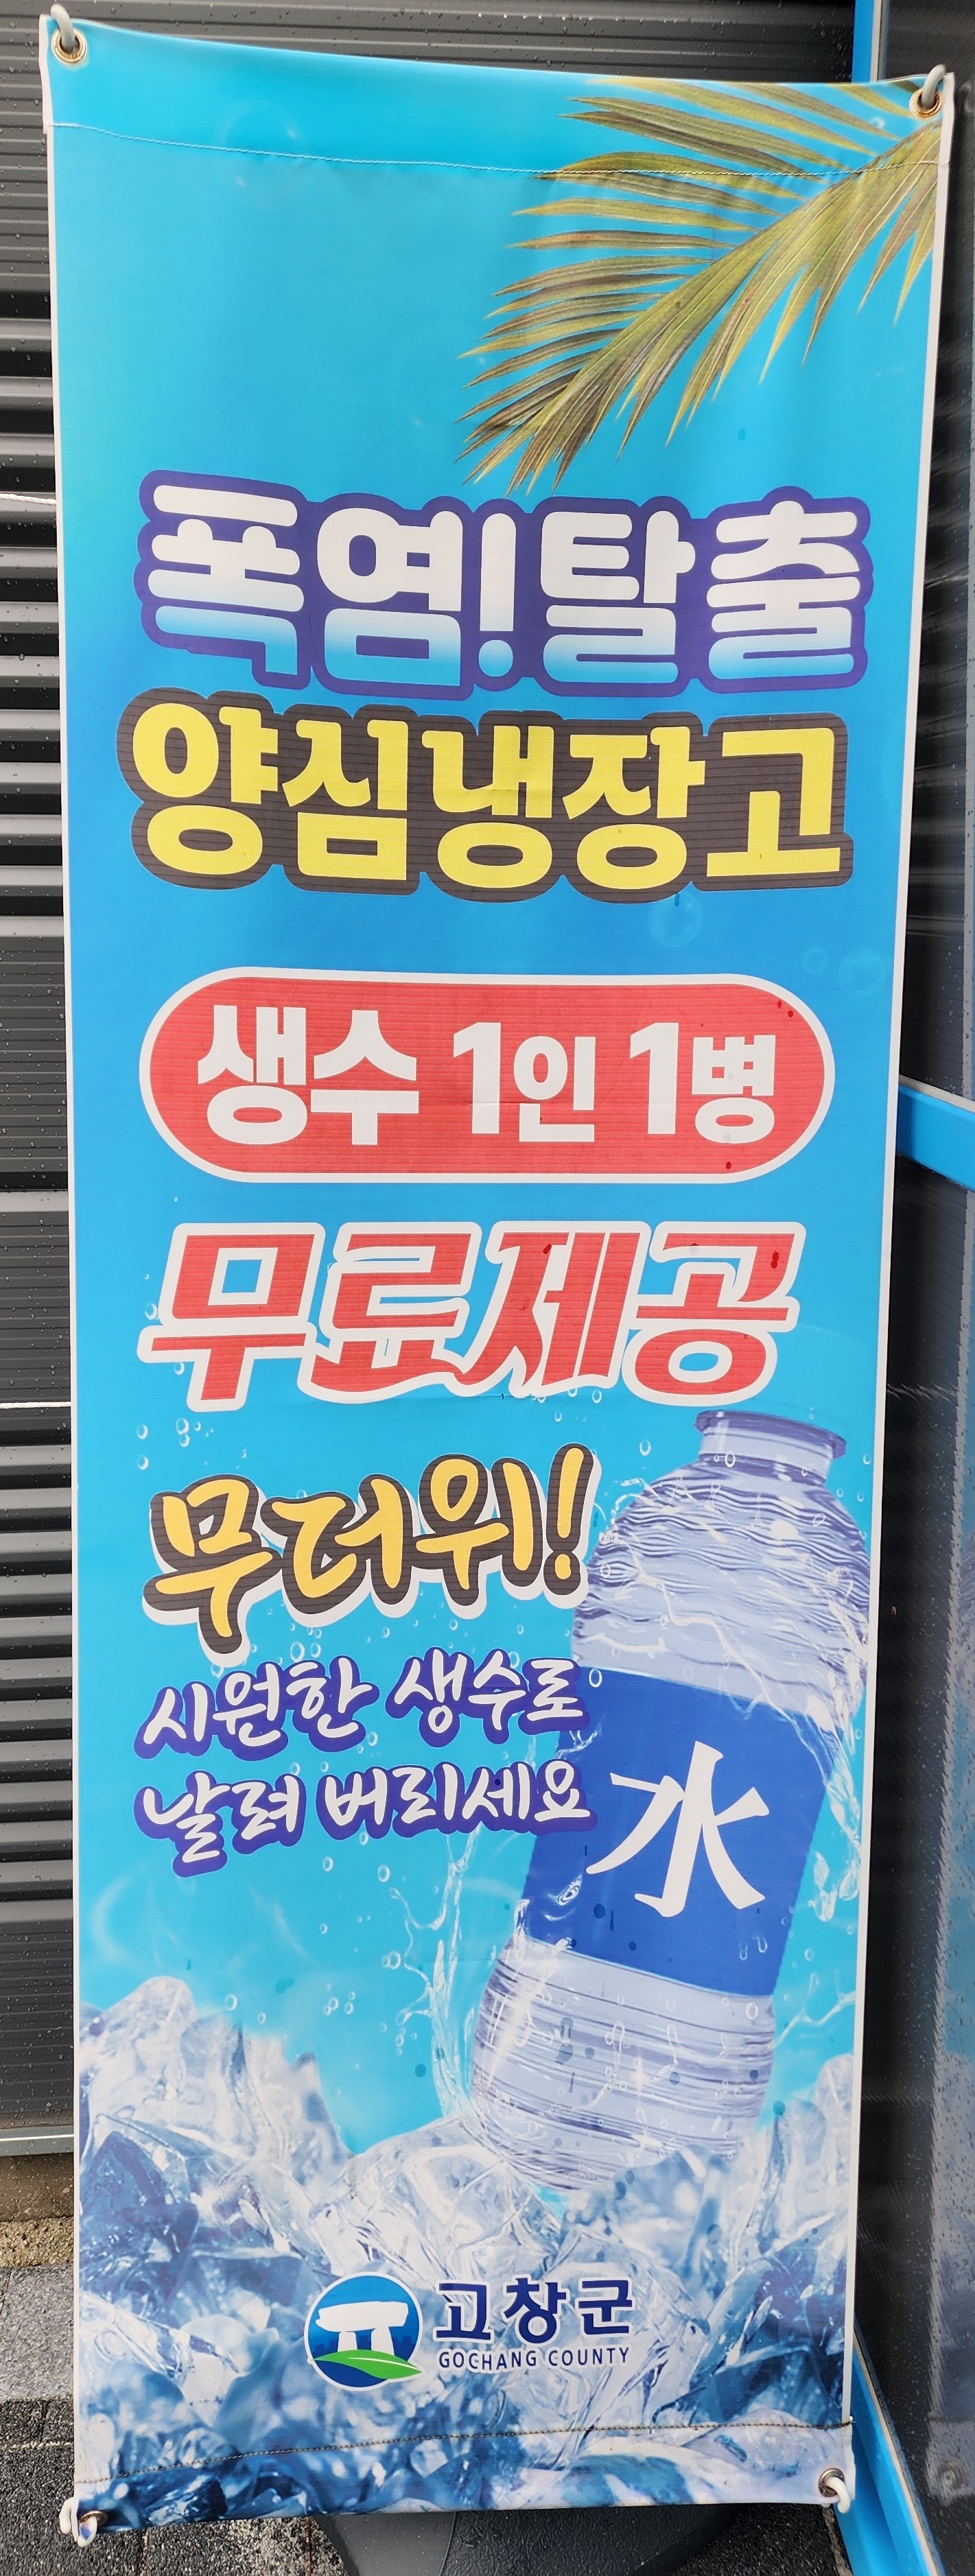 폭염!탈출
양심냉장고
생수 1인 1병
무료제공
무더위!
시원한 생수로
날려 버리세요
水
고창군
GOCHANG COUNTY